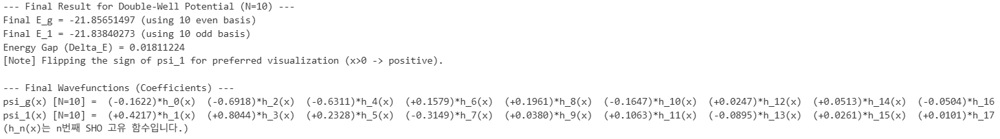 --- Final Result for Double-Well Potential (N=10) ---
Final E_g = -21.85651497 (using 10 even basis)
Final E_1 = -21.83840273 (using 10 odd basis)
Energy Gap (Delta_E) = 0.01811224
[Note] Flipping the sign of psi_1 for preferred visualization (x>0 -> positive).
--- Final Wavefunctions (Coefficients) ---
psi_g(x) [N=10] =  (-0.1622)*h_0(x)  (-0.6918)*h_2(x)  (-0.6311)*h_4(x)  (+0.1579)*h_6(x)  (+0.1961)*h_8(x)  (-0.1647)*h_10(x)  (+0.0247)*h_12(x)  (+0.0513)*h_14(x)  (-0.0504)*h_16
psi_1(x) [N=10] =  (+0.4217)*h_1(x)  (+0.8044)*h_3(x)  (+0.2328)*h_5(x)  (-0.3149)*h_7(x)  (+0.0380)*h_9(x)  (+0.1063)*h_11(x)  (-0.0895)*h_13(x)  (+0.0261)*h_15(x)  (+0.0101)*h_17
(h_n(x)는 n번째 SHO 고유 함수입니다.)